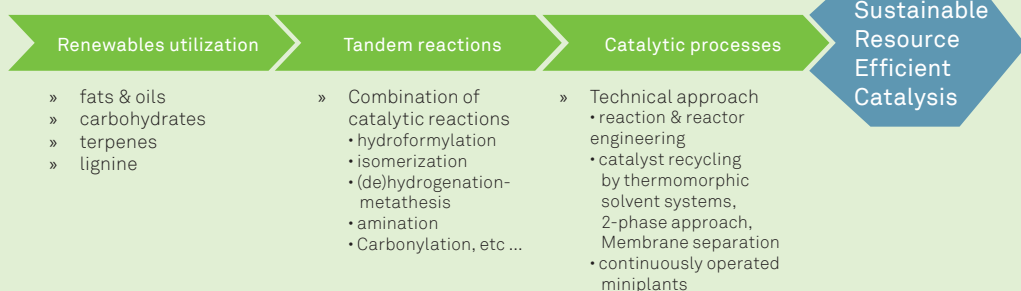 Renewables utilization
Tandem reactions
Catalytic processes
Sustainable
Resource
Efficient
Catalysis
» fats & oils
» carbohydrates
» terpenes
» lignine
» Combination of
catalytic reactions
• hydroformylation
• isomerization
• (de)hydrogenation-
metathesis
• amination
• Carbonylation, etc ...
» Technical approach
• reaction & reactor
engineering
• catalyst recycling
by thermomorphic
solvent systems,
2-phase approach,
Membrane separation
• continuously operated
miniplants